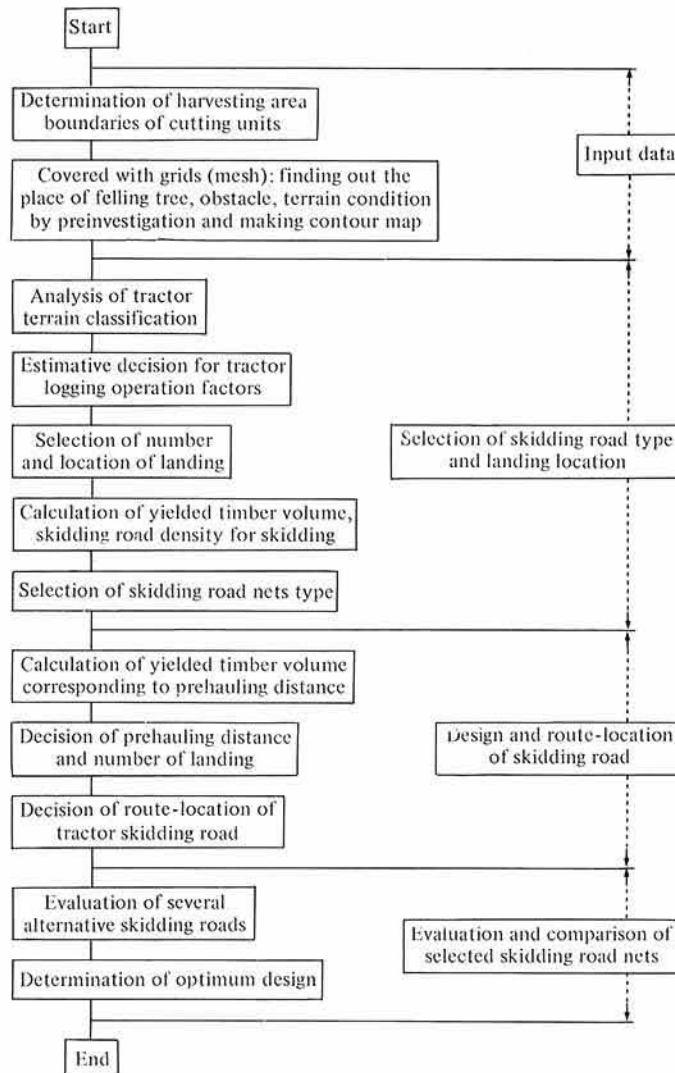 Start
Determination of harvesting area
boundaries of cutting units
Covered with grids (mesh): finding out the
place of felling tree, obstacle, terrain condition
by preinvestigation and making contour map
Input data
Analysis of tractor
terrain classification
Estimative decision for tractor
logging operation factors
Selection of number
and location of landing
Calculation of yielded timber volume,
skidding road density for skidding
Selection of skidding road nets type
Selection of skidding road type
and landing location
Calculation of yielded timber volume
corresponding to prehauling distance
Decision of prehauling distance
and number of landing
Decision of route-location of
tractor skidding road
Design and route-location
of skidding road
Evaluation of several
alternative skidding roads
Determination of optimum design
Evaluation and comparison of
selected skidding road nets
End